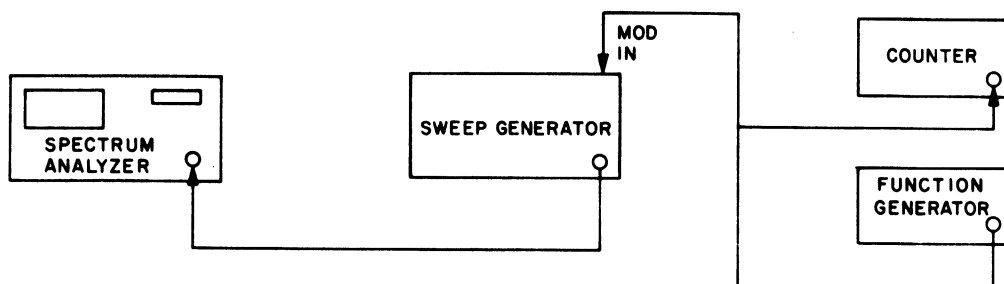 MOD
IN
COUNTER
SWEEP GENERATOR
SPECTRUM
ANALYZER
FUNCTION
GENERATOR